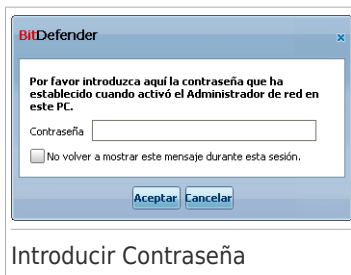 BitDefender
x
Por favor introduzca aquí la contraseña que ha
establecido cuando activó el Administrador de red en
este PC.
Contraseña
No volver a mostrar este mensaje durante esta sesión.
Aceptar Cancelar
Introducir Contraseña